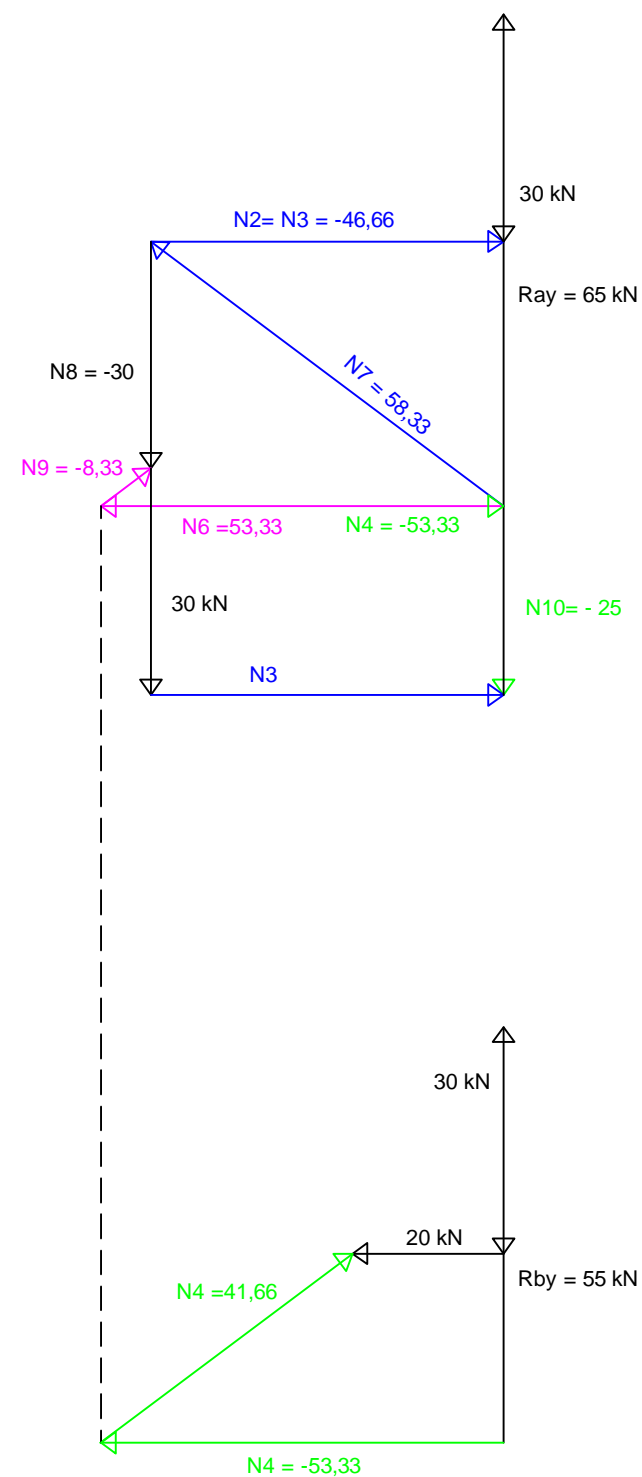 30 kN
N2= N3 = -46,66
Ray = 65 kN
N8 = -30
N7 = 58,33
N9 = -8,33
N6 =53,33
N4 = -53,33
30 kN
N10= - 25
N3
30 kN
20 kN
Rby = 55 kN
N4 =41,66
N4 = -53,33